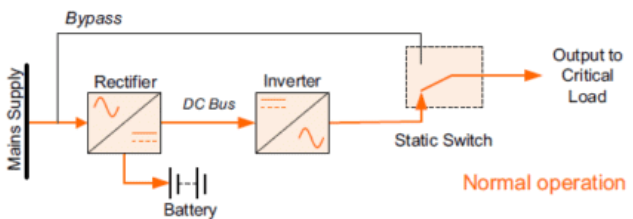 Bypass
Mains Supply
Rectifier
DC Bus
Inverter
Static Switch
Output to
Critical
Load
Battery
Normal operation